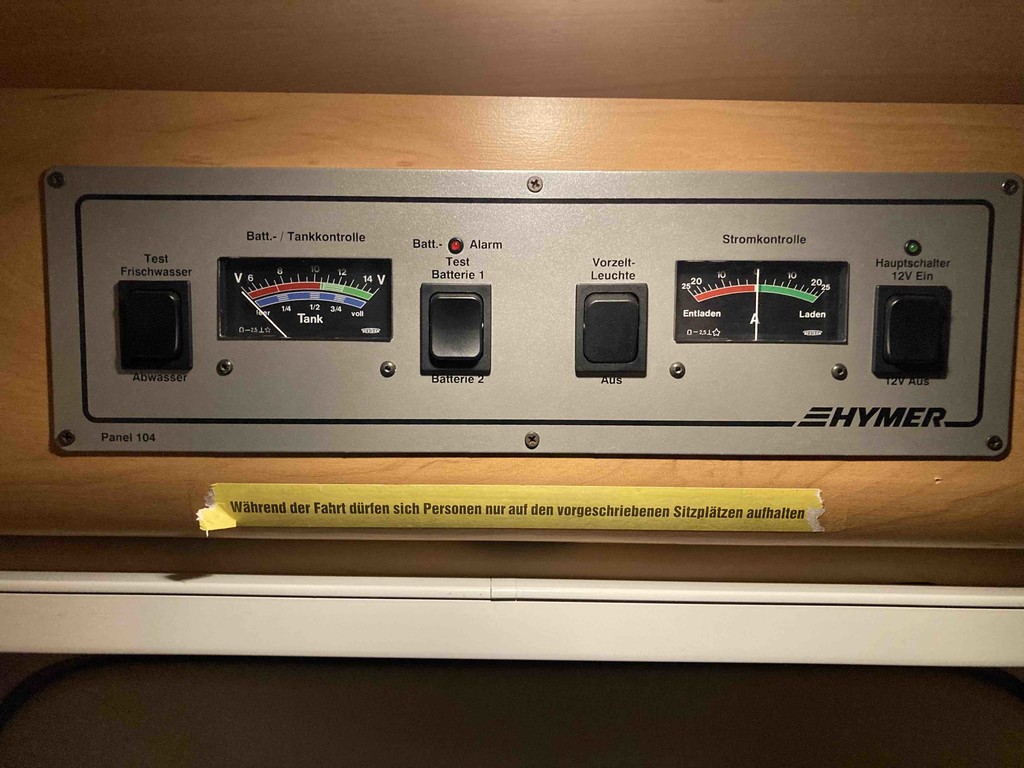 Batt.- / Tankkontrolle
Test
Frischwasser
Abwasser
V 6 8 10 12 14 V
leer 1/4 1/2 3/4 voll
Tank
Batt.- Alarm
Test
Batterie 1
Batterie 2
Vorzelt-
Leuchte
Aus
Stromkontrolle
25 20 10 0 10 20 25
Entladen Laden
A
Hauptschalter
12V Ein
12V Aus
HYMER
Panel 104
Während der Fahrt dürfen sich Personen nur auf den vorgeschriebenen Sitzplätzen aufhalten